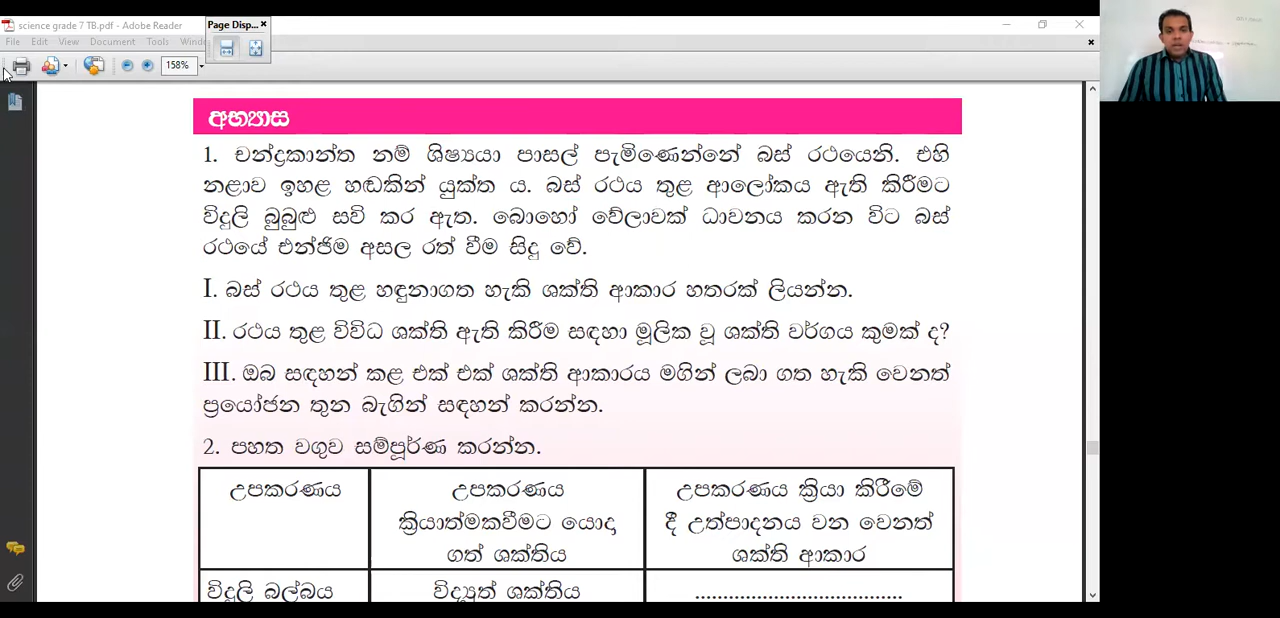 science grade 7 TB.pdf - Adobe Reader
Page Disp...
File Edit View Document Tools Windo
158%
අභ්‍යාස
1. චන්ද්‍රකාන්ත නම් ශිෂ්‍යයා පාසල් පැමිණෙන්නේ බස් රථයෙනි. එහි
නළාව ඉහළ හඬකින් යුක්ත ය. බස් රථය තුළ ආලෝකය ඇති කිරීමට
විදුලි බුබුළු සවි කර ඇත. බොහෝ වේලාවක් ධාවනය කරන විට බස්
රථයේ එන්ජිම අසල රත් වීම සිදු වේ.
I. බස් රථය තුළ හඳුනාගත හැකි ශක්ති ආකාර හතරක් ලියන්න.
II. රථය තුළ විවිධ ශක්ති ඇති කිරීම සඳහා මූලික වූ ශක්ති වර්ගය කුමක් ද?
III. ඔබ සඳහන් කළ එක් එක් ශක්ති ආකාරය මගින් ලබා ගත හැකි වෙනත්
ප්‍රයෝජන තුන බැගින් සඳහන් කරන්න.
2. පහත වගුව සම්පූර්ණ කරන්න.
උපකරණය
උපකරණය
ක්‍රියාත්මකවීමට යොදා
ගත් ශක්තිය
උපකරණය ක්‍රියා කිරීමේ
දී උත්පාදනය වන වෙනත්
ශක්ති ආකාර
විදුලි බල්බය විද්‍යුත් ශක්තිය ....................................